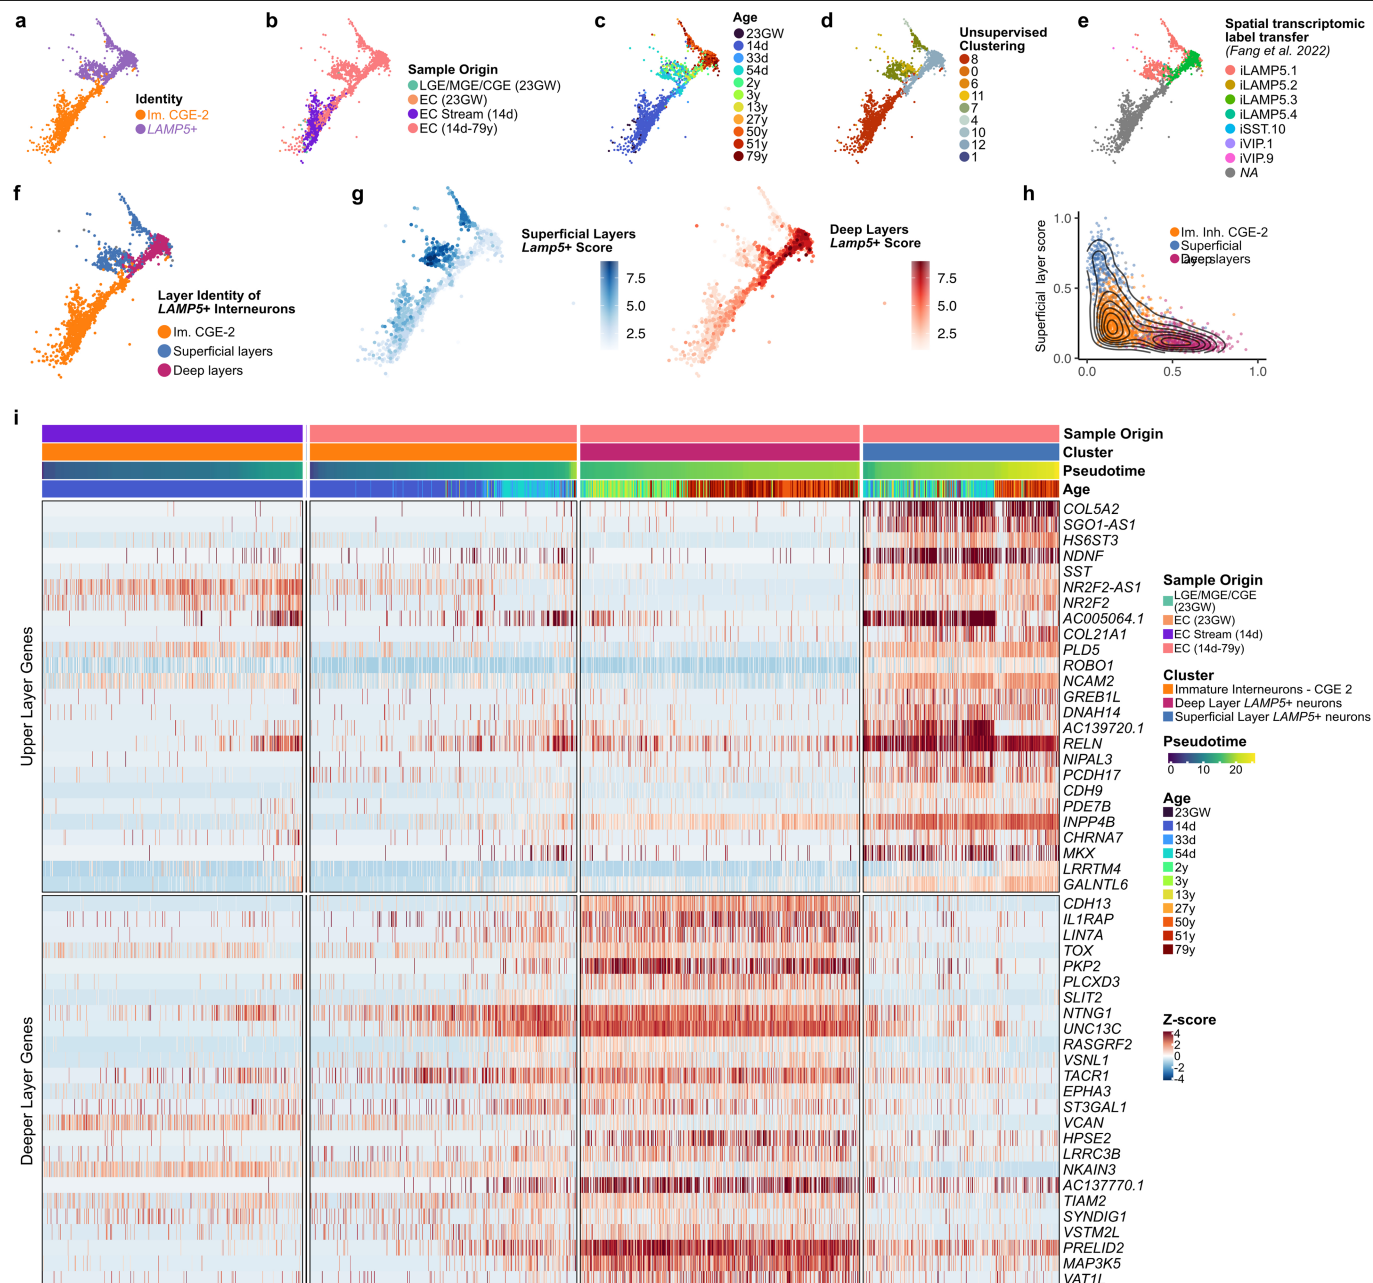 a
Identity
Im. CGE-2
LAMP5+
b
Sample Origin
LGE/MGE/CGE (23GW)
EC (23GW)
EC Stream (14d)
EC (14d-79y)
c
Age
23GW
14d
33d
54d
2y
3y
13y
27y
50y
51y
79y
d
Unsupervised
Clustering
8
0
6
11
7
4
10
12
1
e
Spatial transcriptomic
label transfer
(Fang et al. 2022)
iLAMP5.1
iLAMP5.2
iLAMP5.3
iLAMP5.4
iSST.10
iVIP.1
iVIP.9
NA
f
Layer Identity of
LAMP5+ Interneurons
Im. CGE-2
Superficial layers
Deep layers
g
Superficial Layers
Lamp5+ Score
7.5
5.0
2.5
Deep Layers
Lamp5+ Score
7.5
5.0
2.5
h
Superficial layer score
1.0
0.5
0.0
0.0
0.5
1.0
Im. Inh. CGE-2
Superficial
Deep layers
i
Sample Origin
Cluster
Pseudotime
Age
Upper Layer Genes
COL5A2
SGO1-AS1
HS6ST3
NDNF
SST
NR2F2-AS1
NR2F2
AC005064.1
COL21A1
PLD5
ROBO1
NCAM2
GREB1L
DNAH14
AC139720.1
RELN
NIPAL3
PCDH17
CDH9
PDE7B
INPP4B
CHRNA7
MKX
LRRTM4
GALNTL6
Deeper Layer Genes
CDH13
IL1RAP
LIN7A
TOX
PKP2
PLCXD3
SLIT2
NTNG1
UNC13C
RASGRF2
VSNL1
TACR1
EPHA3
ST3GAL1
VCAN
HPSE2
LRRC3B
NKAIN3
AC137770.1
TIAM2
SYNDIG1
VSTM2L
PRELID2
MAP3K5
VAT1L
Sample Origin
LGE/MGE/CGE
(23GW)
EC (23GW)
EC Stream (14d)
EC (14d-79y)
Cluster
Immature Interneurons - CGE 2
Deep Layer LAMP5+ neurons
Superficial Layer LAMP5+ neurons
Pseudotime
0 10 20
Age
23GW
14d
33d
54d
2y
3y
13y
27y
50y
51y
79y
Z-score
4
2
0
-2
-4